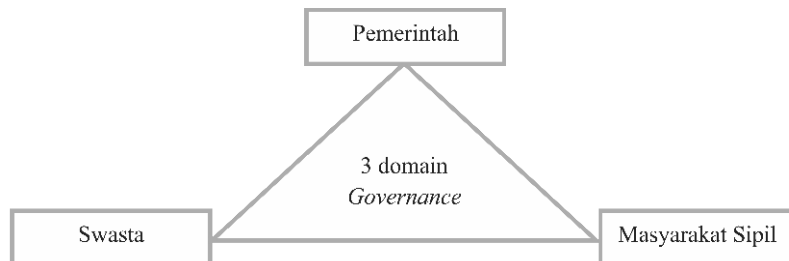 Pemerintah
3 domain
Governance
Swasta
Masyarakat Sipil